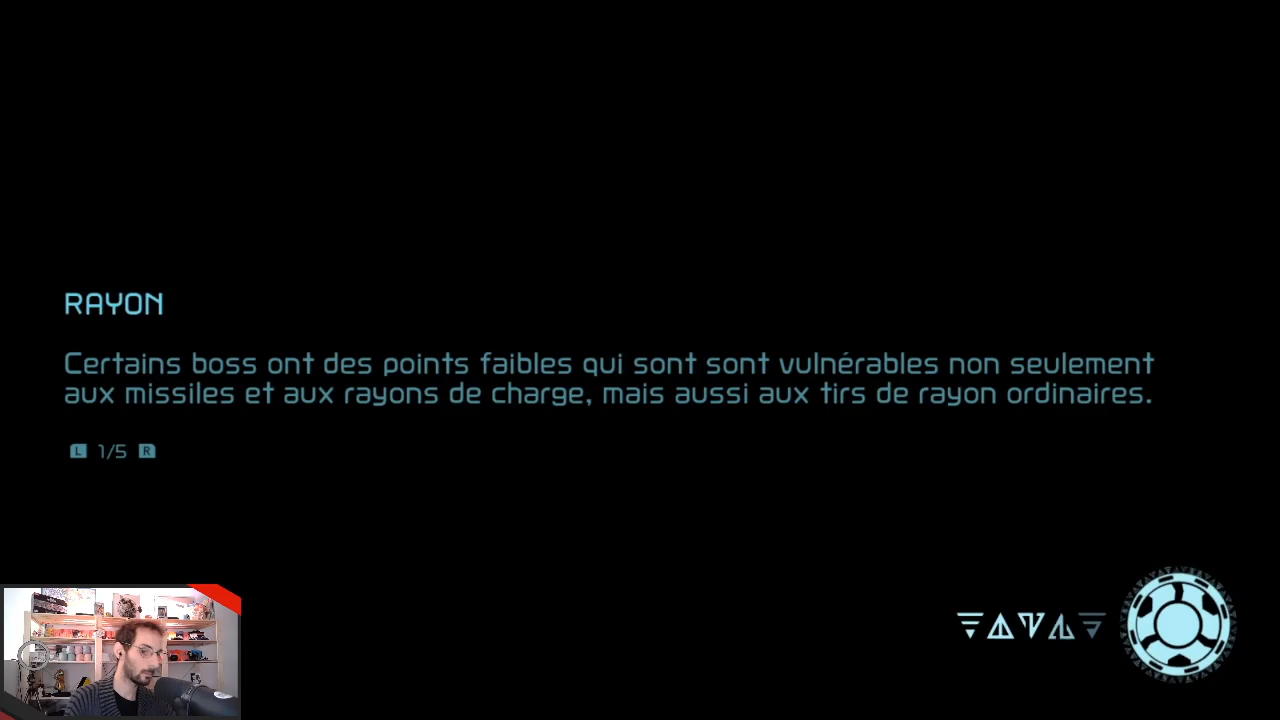 RAYON
Certains boss ont des points faibles qui sont sont vulnérables non seulement
aux missiles et aux rayons de charge, mais aussi aux tirs de rayon ordinaires.
L 1/5 R